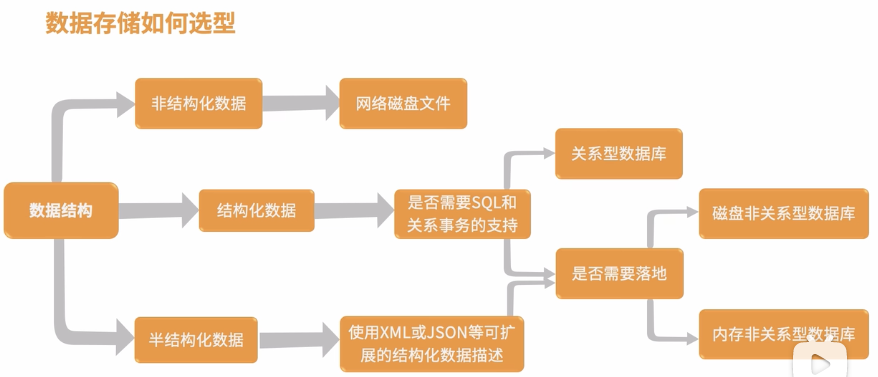 数据存储如何选型
非结构化数据
网络磁盘文件
关系型数据库
数据结构
结构化数据
是否需要SQL和
关系事务的支持
磁盘非关系型数据库
是否需要落地
半结构化数据
使用XML或JSON等可扩
展的结构化数据描述
内存非关系型数据库